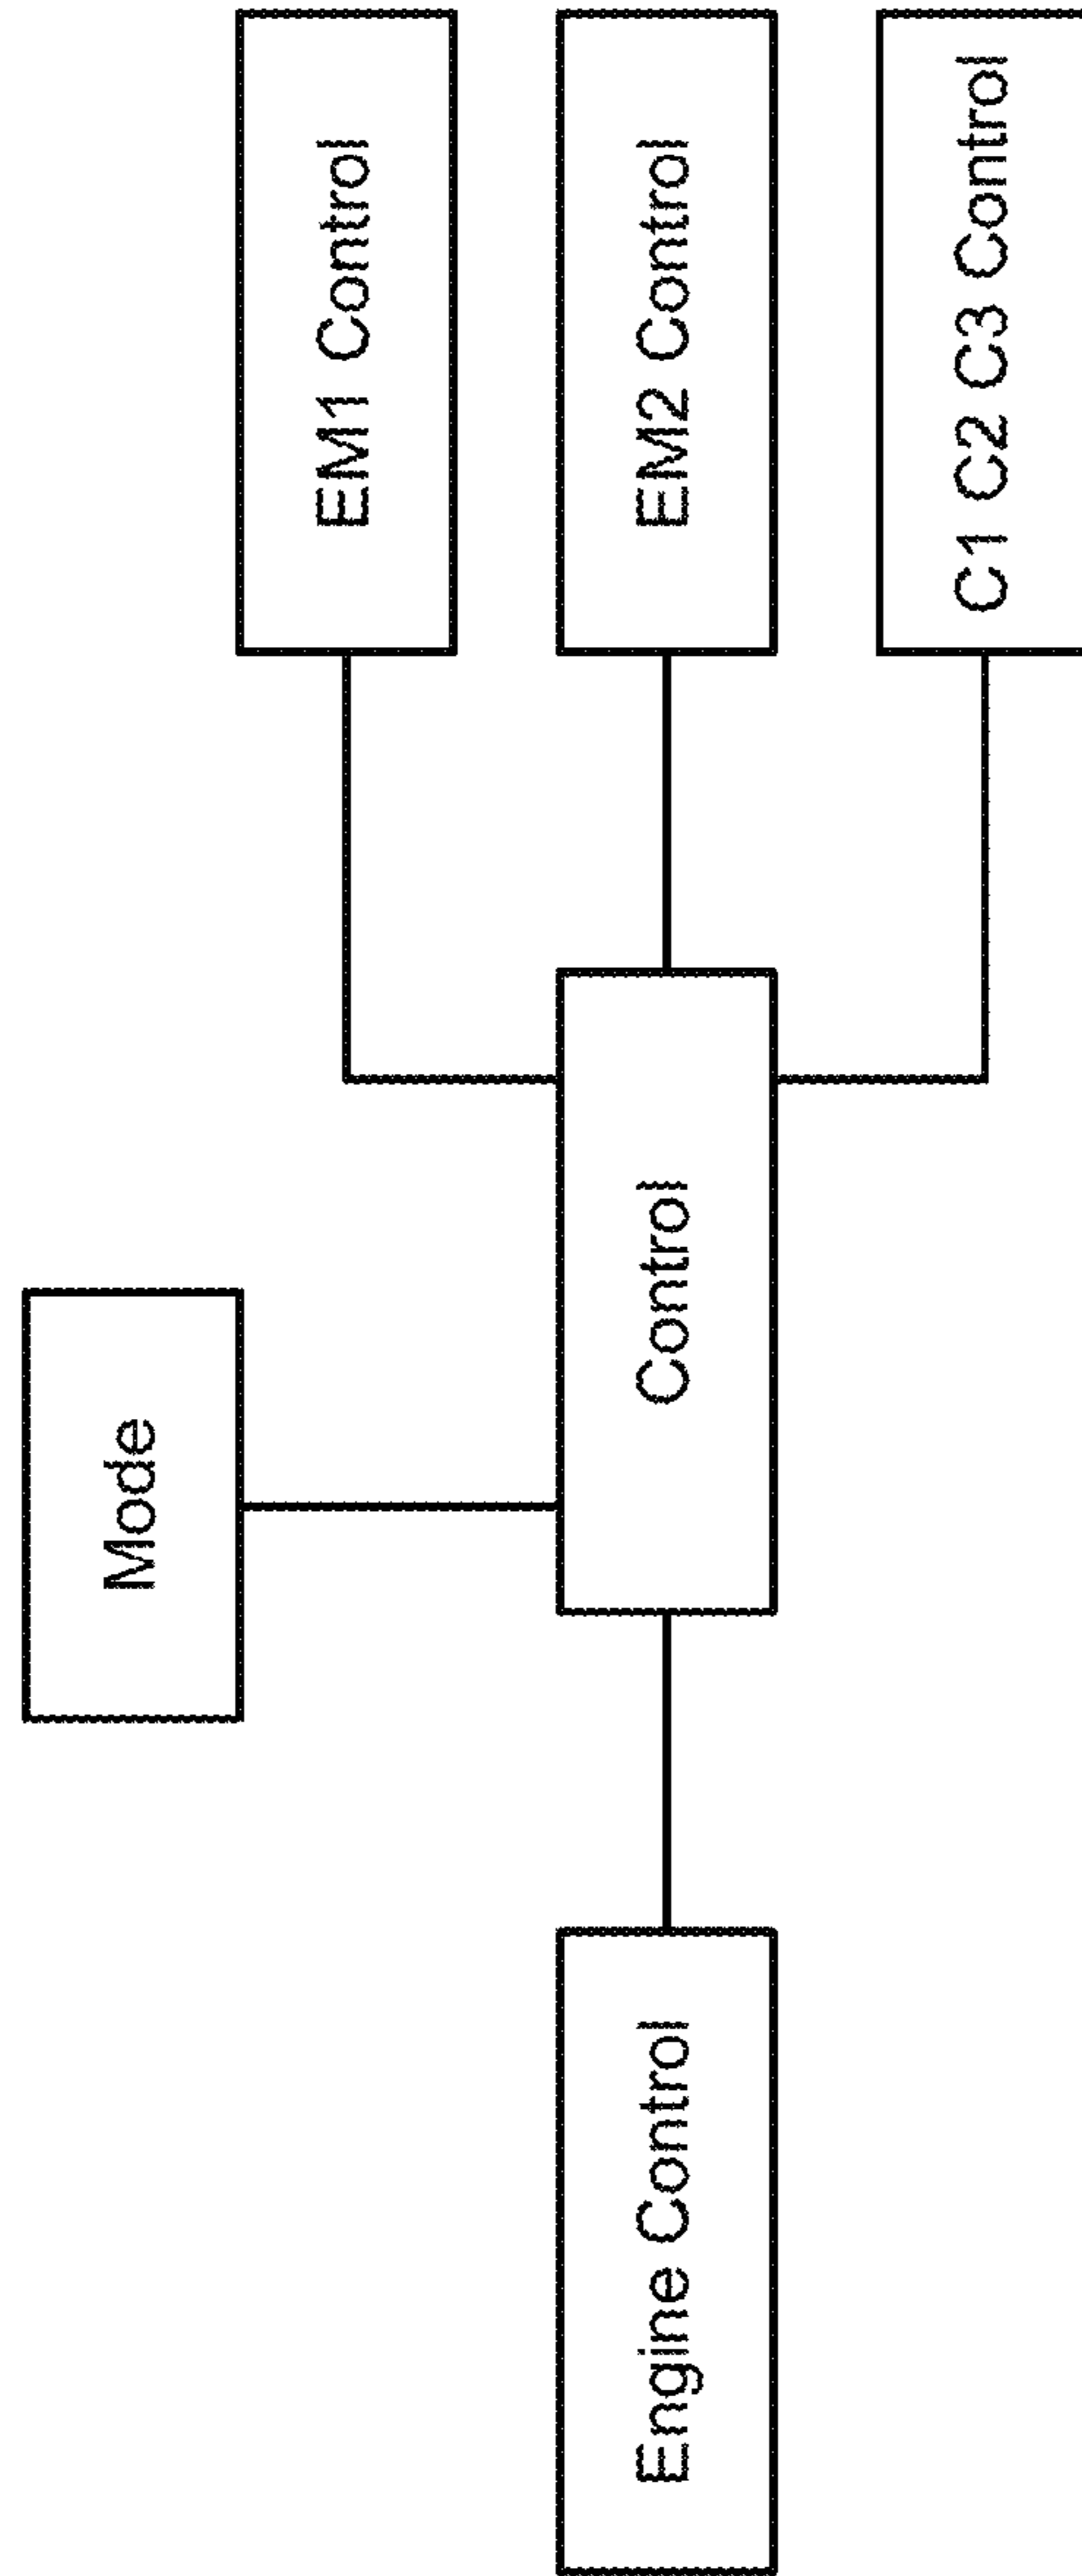 Mode
EM1 Control
Engine Control
Control
EM2 Control
C1 C2 C3 Control